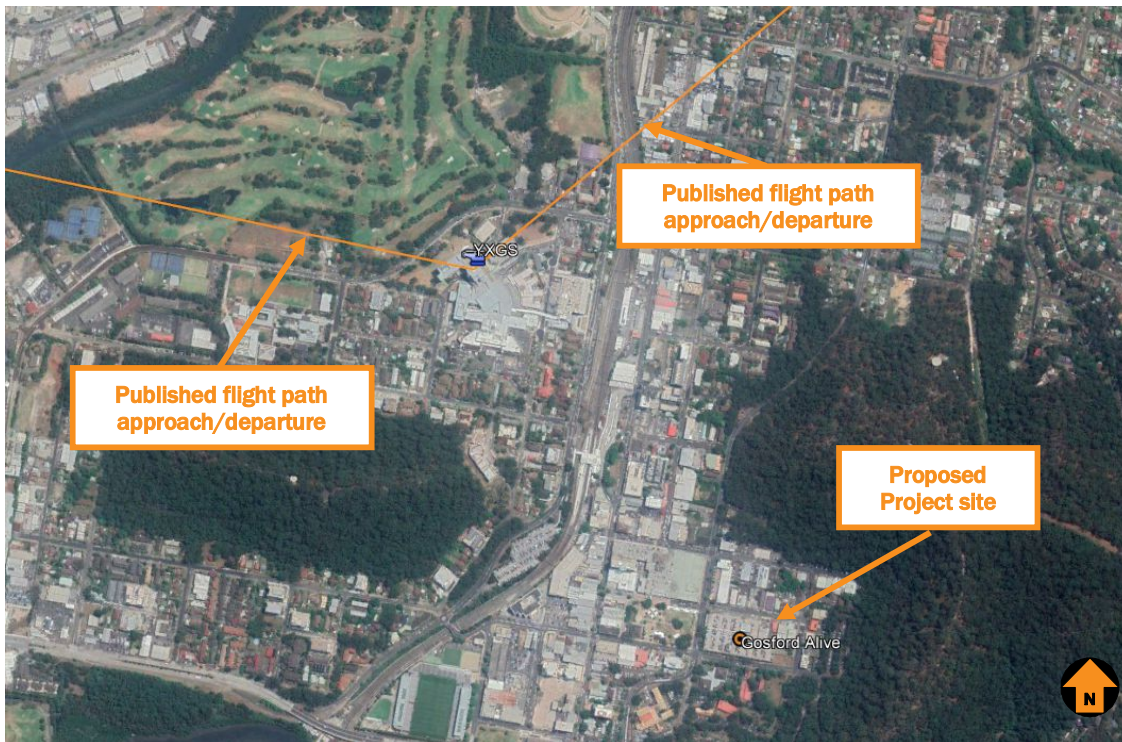 Published flight path
approach/departure
YXGS
Published flight path
approach/departure
Proposed
Project site
Gosford Alive
N